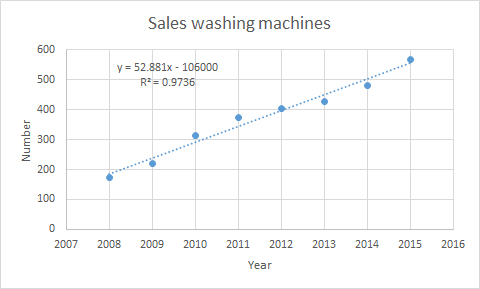 Sales washing machines
y = 52.881x - 106000
R² = 0.9736
600
500
400
300
200
100
0
Number
2007 2008 2009 2010 2011 2012 2013 2014 2015 2016
Year